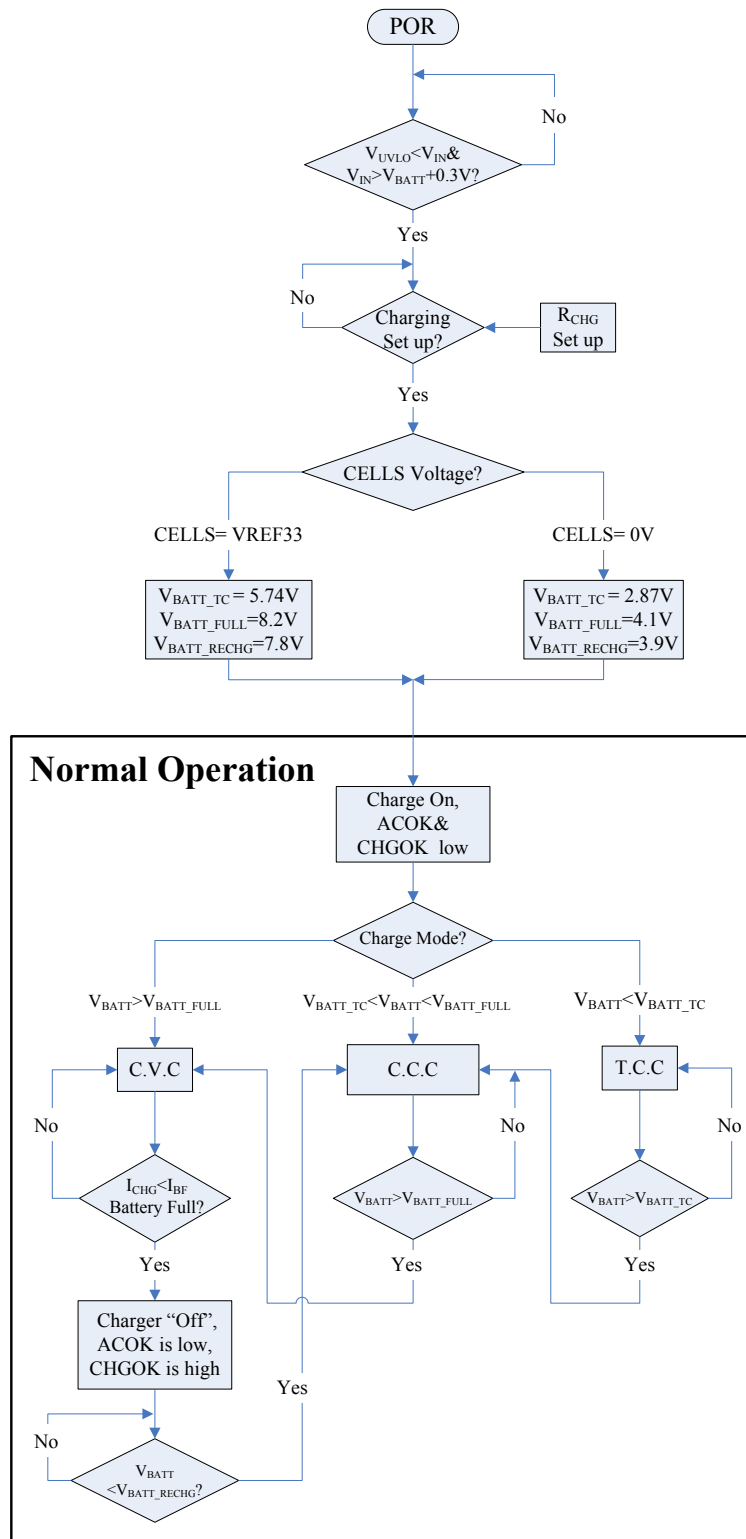 POR
No
V_UVLO<V_IN&
V_IN>V_BATT+0.3V?
Yes
No
Charging
Set up?
R_CHG
Set up
Yes
CELLS Voltage?
CELLS= VREF33
CELLS= 0V
V_BATT_TC = 5.74V
V_BATT_FULL=8.2V
V_BATT_RECHG=7.8V
V_BATT_TC = 2.87V
V_BATT_FULL=4.1V
V_BATT_RECHG=3.9V
Normal Operation
Charge On,
ACOK&
CHGOK low
Charge Mode?
V_BATT>V_BATT_FULL
V_BATT_TC<V_BATT<V_BATT_FULL
V_BATT<V_BATT_TC
C.V.C
C.C.C
T.C.C
No
No
No
I_CHG<I_BF
Battery Full?
V_BATT>V_BATT_FULL
V_BATT>V_BATT_TC
Yes
Yes
Yes
Charger “Off”,
ACOK is low,
CHGOK is high
Yes
No
V_BATT
<V_BATT_RECHG?